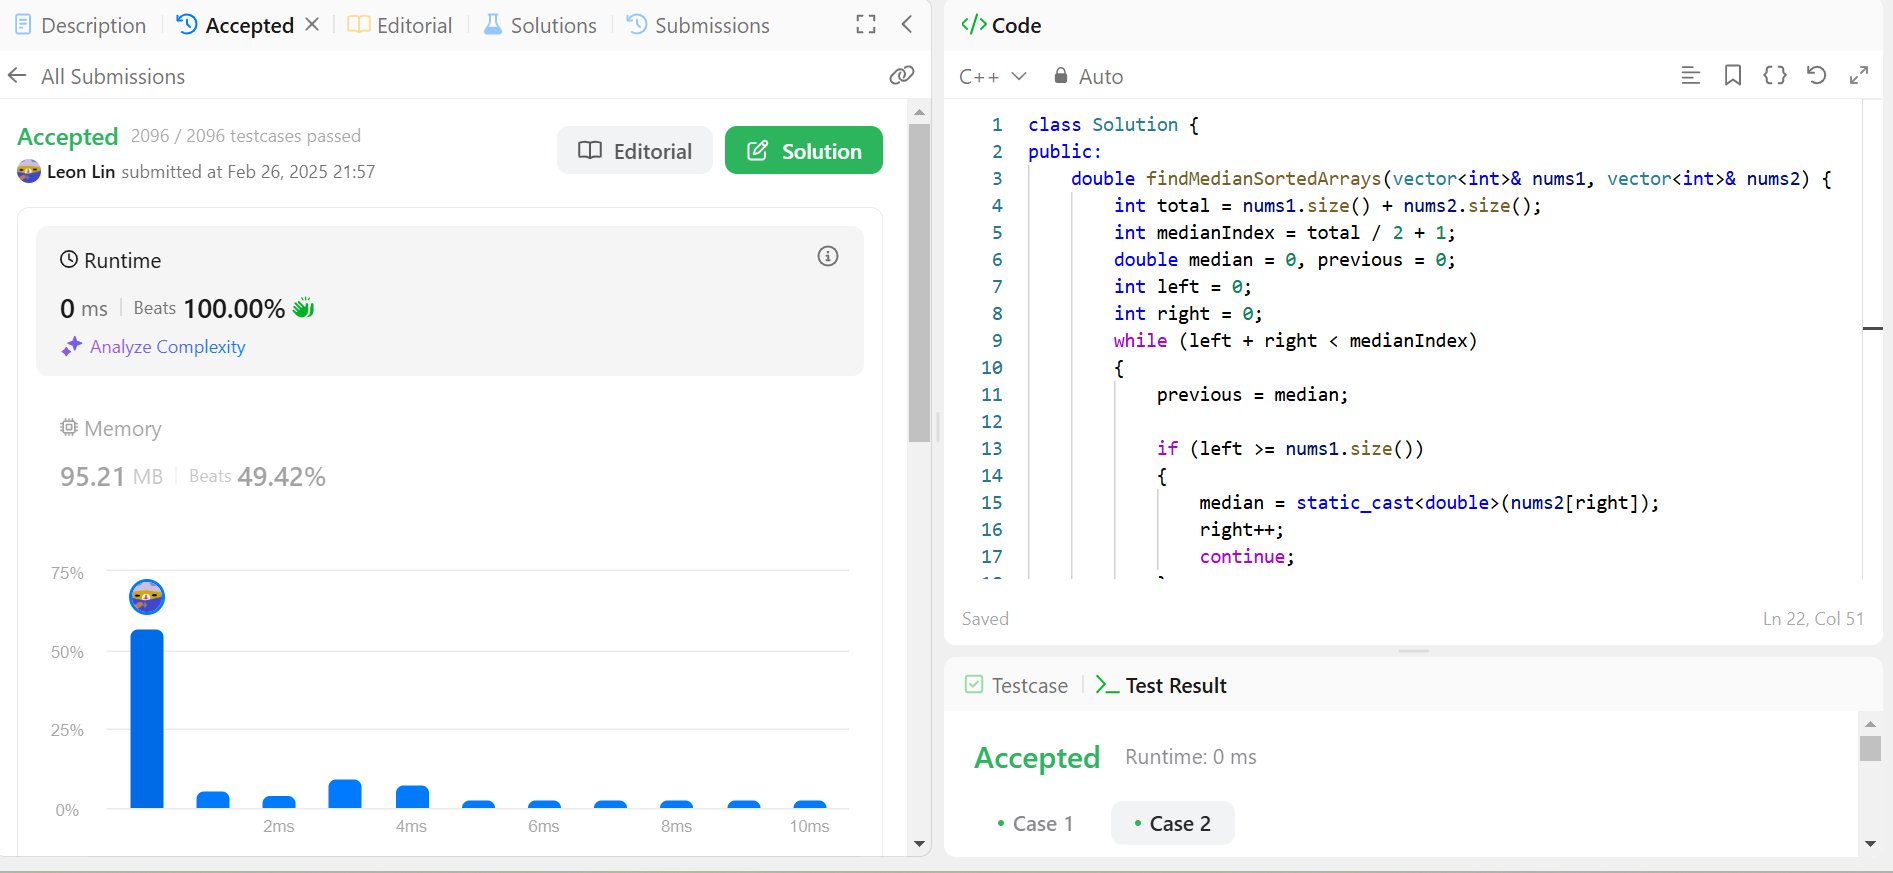 Description
Accepted
Editorial
Solutions
Submissions
All Submissions
Accepted 2096 / 2096 testcases passed
Leon Lin submitted at Feb 26, 2025 21:57
Editorial
Solution
Runtime
0 ms Beats 100.00%
Analyze Complexity
Memory
95.21 MB Beats 49.42%
75%
50%
25%
0%
2ms 4ms 6ms 8ms 10ms
</> Code
C++ Auto
1 class Solution {
2 public:
3 double findMedianSortedArrays(vector<int>& nums1, vector<int>& nums2) {
4 int total = nums1.size() + nums2.size();
5 int medianIndex = total / 2 + 1;
6 double median = 0, previous = 0;
7 int left = 0;
8 int right = 0;
9 while (left + right < medianIndex)
10 {
11 previous = median;
12
13 if (left >= nums1.size())
14 {
15 median = static_cast<double>(nums2[right]);
16 right++;
17 continue;
Saved
Ln 22, Col 51
Testcase
Test Result
Accepted Runtime: 0 ms
• Case 1
• Case 2